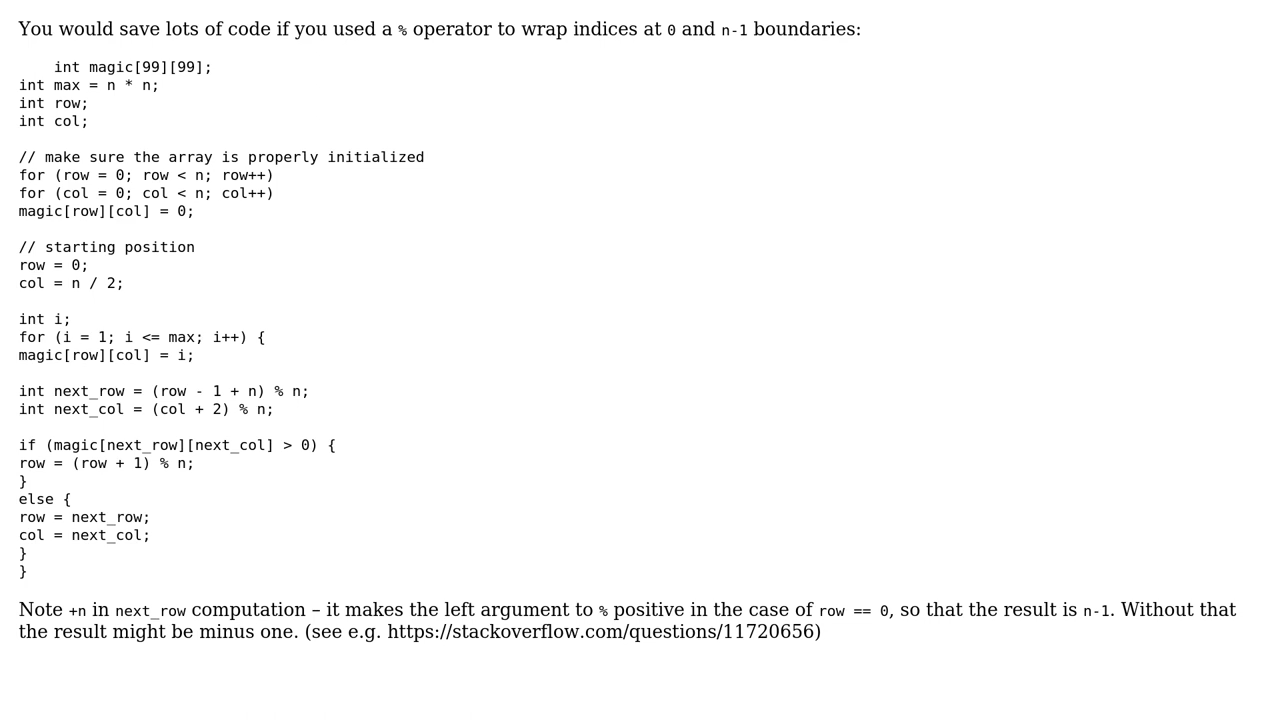 You would save lots of code if you used a % operator to wrap indices at 0 and n-1 boundaries:
    int magic[99][99];
int max = n * n;
int row;
int col;
// make sure the array is properly initialized
for (row = 0; row < n; row++)
for (col = 0; col < n; col++)
magic[row][col] = 0;
// starting position
row = 0;
col = n / 2;
int i;
for (i = 1; i <= max; i++) {
magic[row][col] = i;
int next_row = (row - 1 + n) % n;
int next_col = (col + 2) % n;
if (magic[next_row][next_col] > 0) {
row = (row + 1) % n;
}
else {
row = next_row;
col = next_col;
}
}
Note +n in next_row computation – it makes the left argument to % positive in the case of row == 0, so that the result is n-1. Without that
the result might be minus one. (see e.g. https://stackoverflow.com/questions/11720656)